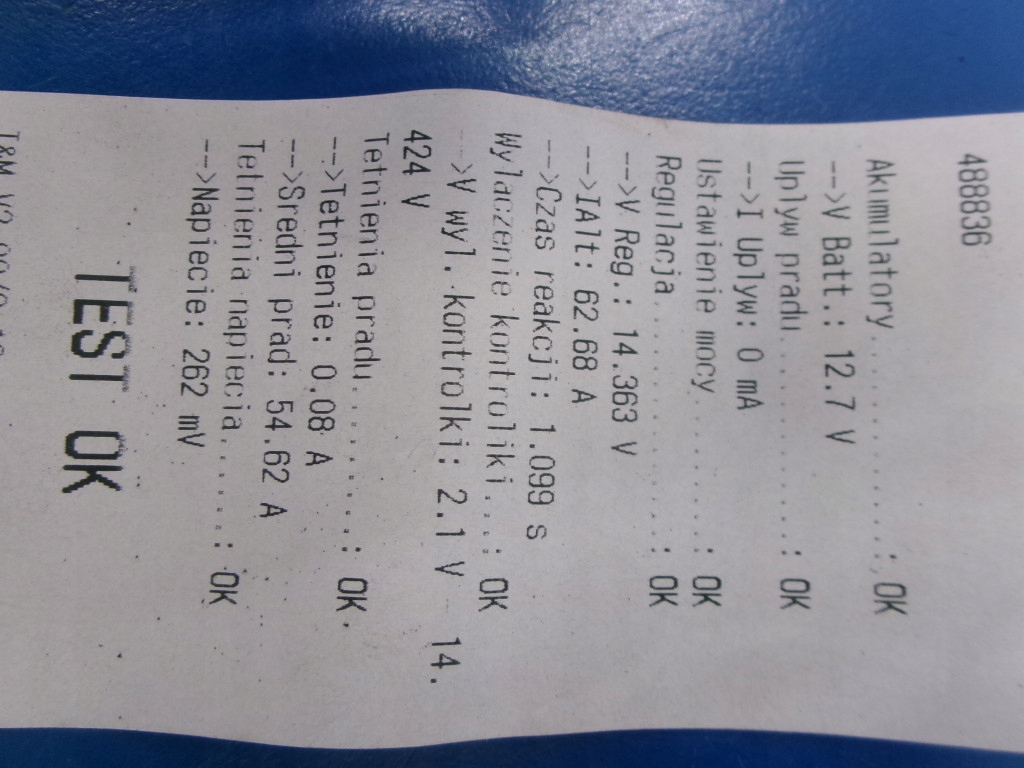 488836
Akumulatory............: OK
-->V Batt.: 12.7 V
Uplyw pradu............: OK
-->I Uplyw: 0 mA
Ustawienie mocy........: OK
Regulacja..............: OK
-->V Reg.: 14.363 V
-->IAlt: 62.68 A
-->Czas reakcji: 1.099 s
Wylaczenie kontrolki...: OK
-->V wyl. kontrolki: 2.1 V 14.
424 V
Tetnienia pradu........: OK
-->Tetnienie: 0.08 A
-->Sredni prad: 54.62 A
Tetnienia napiecia.....: OK
-->Napiecie: 262 mV
TEST OK
T&M